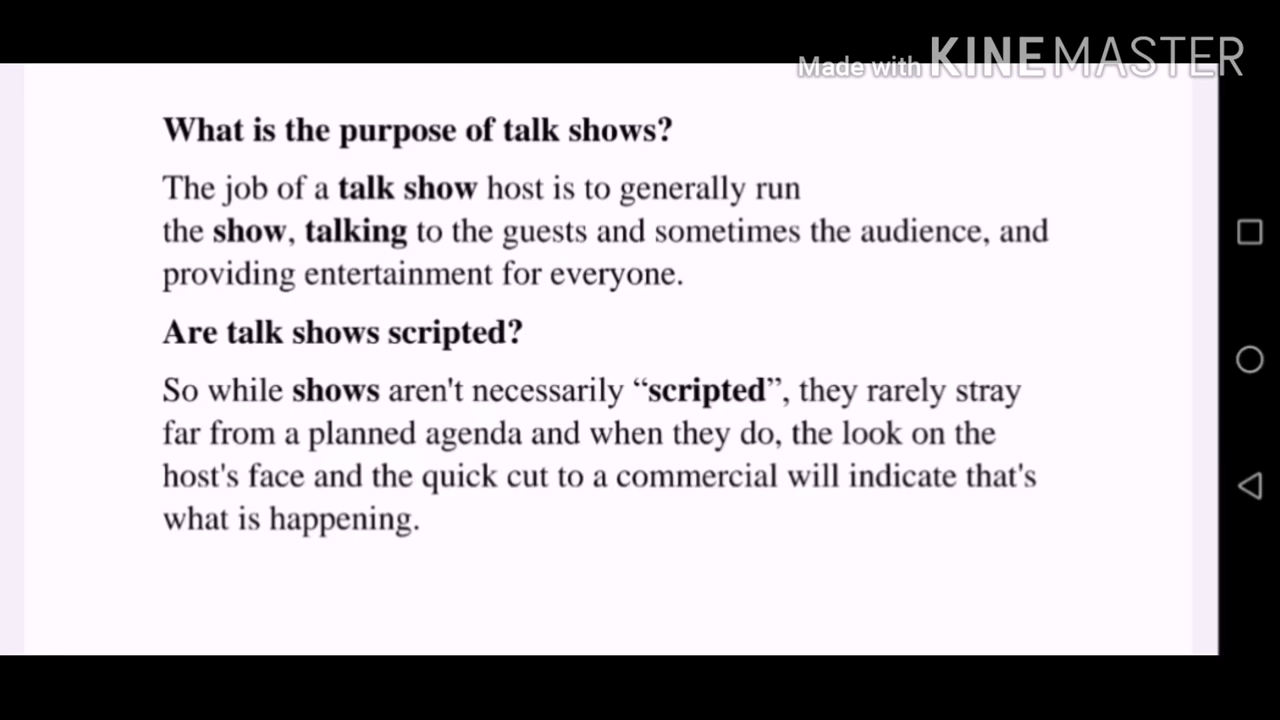 Made with KINEMASTER
What is the purpose of talk shows?
The job of a talk show host is to generally run
the show, talking to the guests and sometimes the audience, and
providing entertainment for everyone.
Are talk shows scripted?
So while shows aren't necessarily “scripted”, they rarely stray
far from a planned agenda and when they do, the look on the
host's face and the quick cut to a commercial will indicate that's
what is happening.